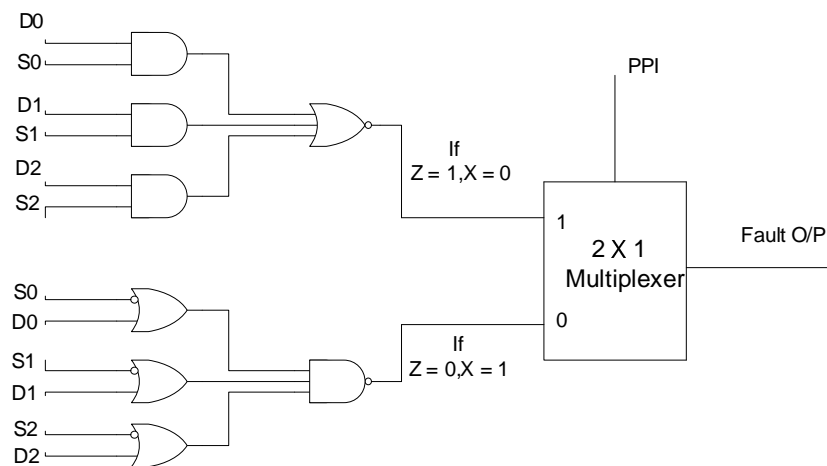 D0
S0
D1
S1
D2
S2
PPI
If
Z = 1,X = 0
1
2 X 1
Multiplexer
Fault O/P
0
S0
D0
If
Z = 0,X = 1
S1
D1
S2
D2